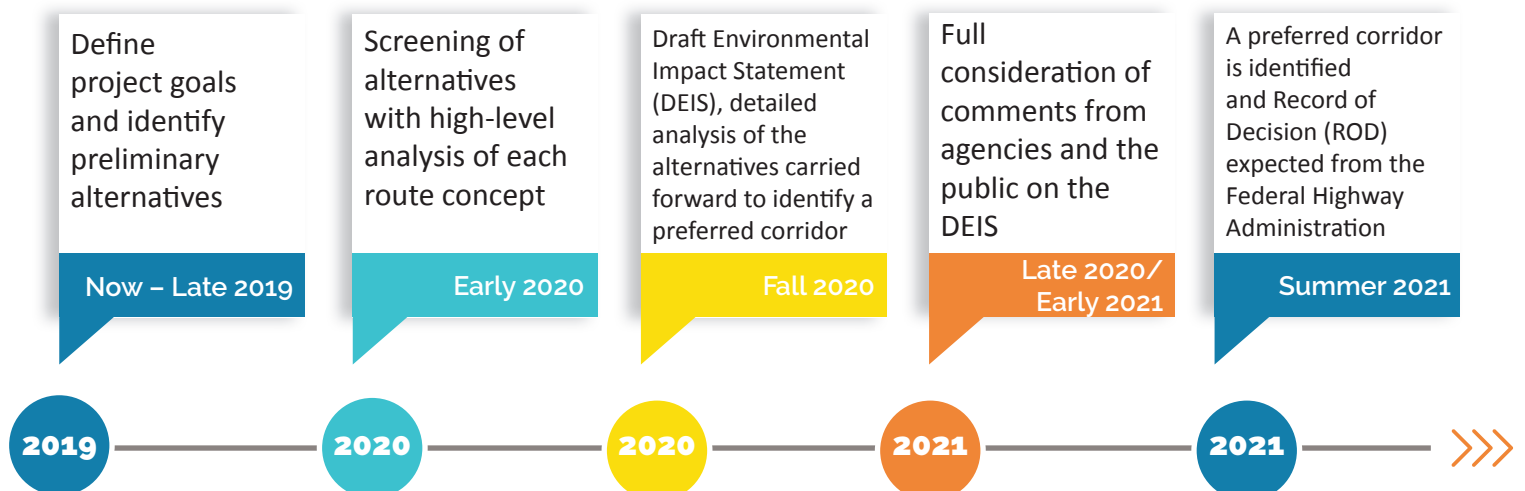 Define
project goals
and identify
preliminary
alternatives
Now – Late 2019
Screening of
alternatives
with high-level
analysis of each
route concept
Early 2020
Draft Environmental
Impact Statement
(DEIS), detailed
analysis of the
alternatives carried
forward to identify a
preferred corridor
Fall 2020
Full
consideration of
comments from
agencies and the
public on the
DEIS
Late 2020/
Early 2021
A preferred corridor
is identified
and Record of
Decision (ROD)
expected from the
Federal Highway
Administration
Summer 2021
2019
2020
2020
2021
2021